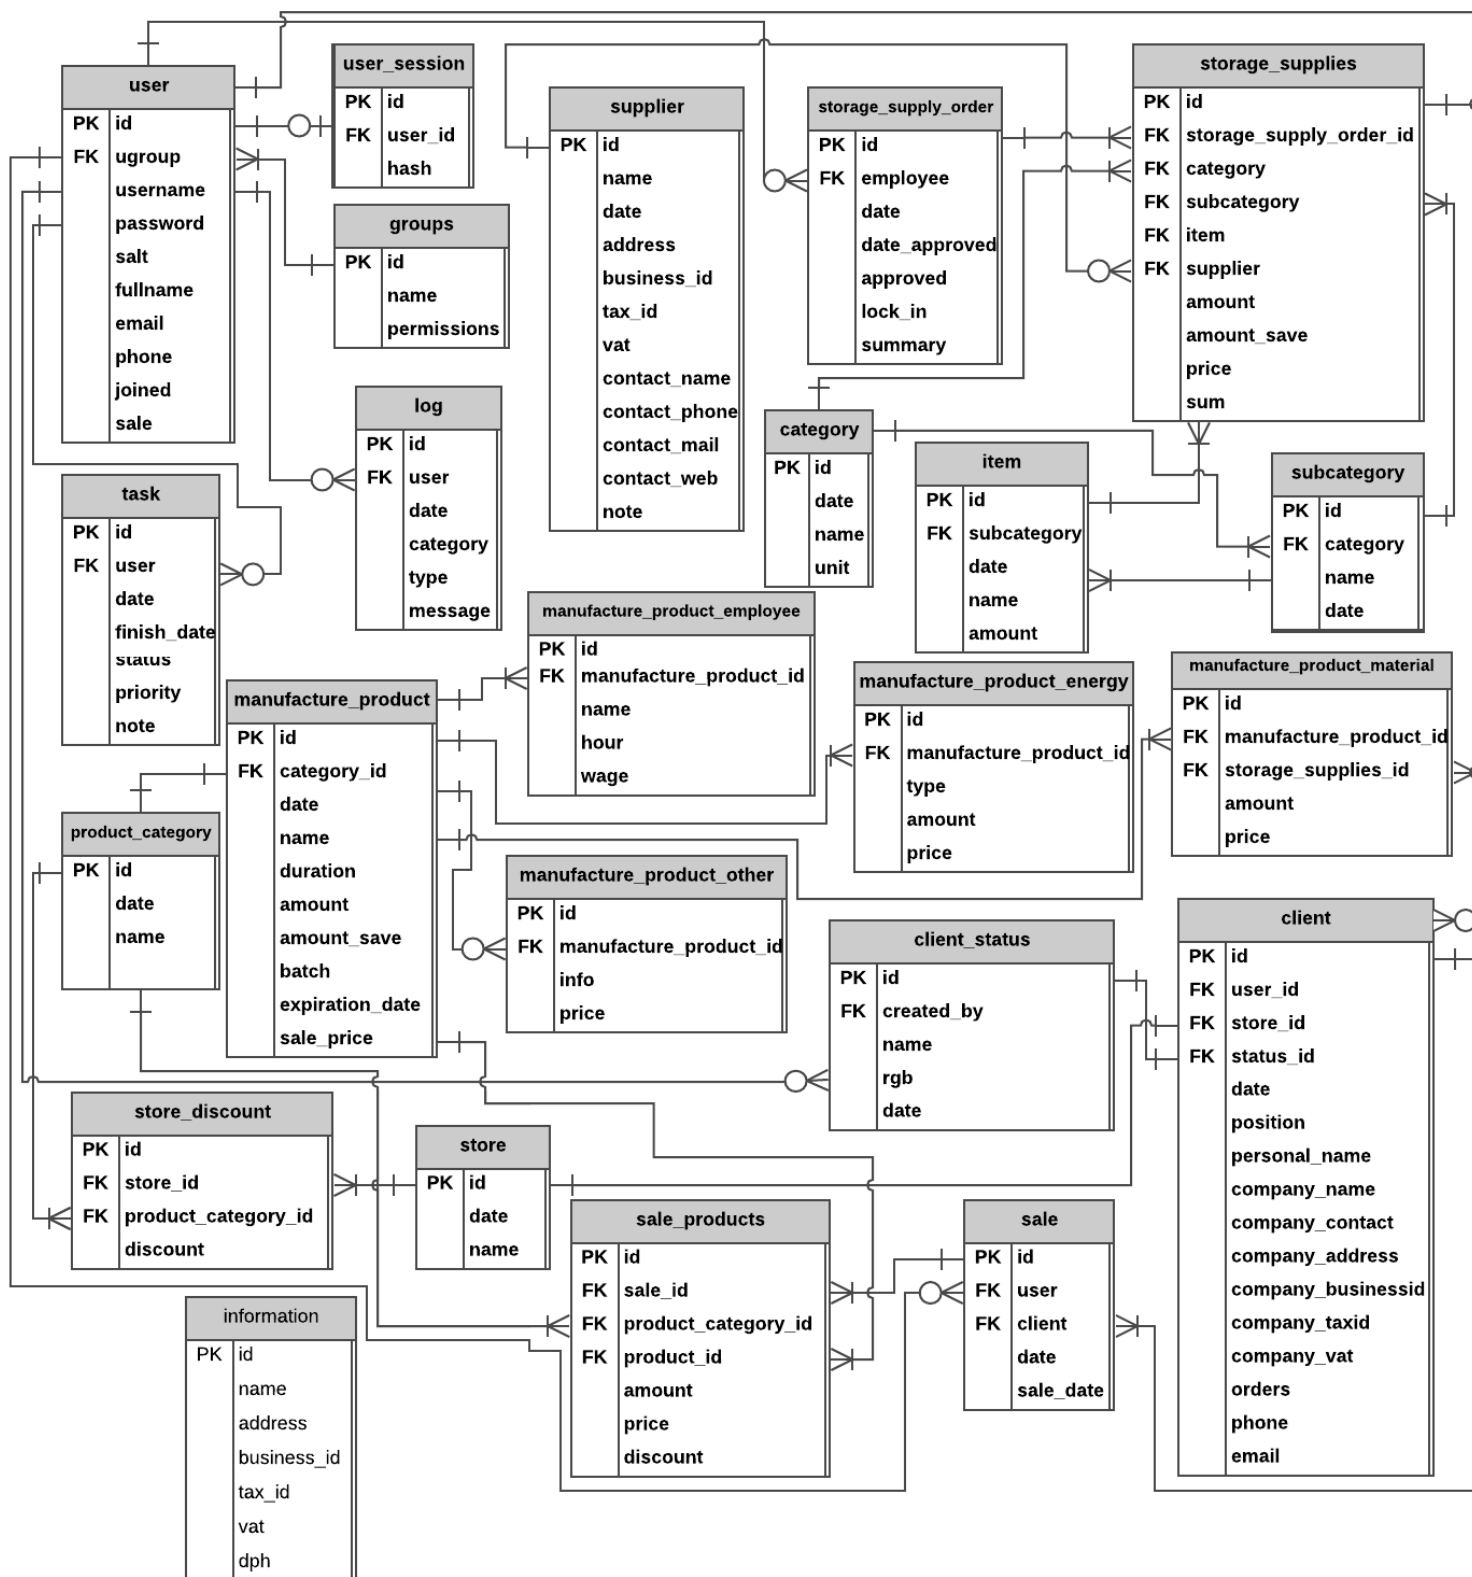 user
PK id
FK ugroup
username
password
salt
fullname
email
phone
joined
sale
user_session
PK id
FK user_id
hash
groups
PK id
name
permissions
log
PK id
FK user
date
category
type
message
supplier
PK id
name
date
address
business_id
tax_id
vat
contact_name
contact_phone
contact_mail
contact_web
note
storage_supply_order
PK id
FK employee
date
date_approved
approved
lock_in
summary
storage_supplies
PK id
FK storage_supply_order_id
FK category
FK subcategory
FK item
FK supplier
amount
amount_save
price
sum
category
PK id
date
name
unit
item
PK id
FK subcategory
date
name
amount
subcategory
PK id
FK category
name
date
task
PK id
FK user
date
finish_date
status
priority
note
manufacture_product_employee
PK id
FK manufacture_product_id
name
hour
wage
manufacture_product
PK id
FK category_id
date
name
duration
amount
amount_save
batch
expiration_date
sale_price
manufacture_product_energy
PK id
FK manufacture_product_id
type
amount
price
manufacture_product_material
PK id
FK manufacture_product_id
FK storage_supplies_id
amount
price
product_category
PK id
date
name
manufacture_product_other
PK id
FK manufacture_product_id
info
price
client_status
PK id
FK created_by
name
rgb
date
client
PK id
FK user_id
FK store_id
FK status_id
date
position
personal_name
company_name
company_contact
company_address
company_businessid
company_taxid
company_vat
orders
phone
email
store_discount
PK id
FK store_id
FK product_category_id
discount
store
PK id
date
name
sale_products
PK id
FK sale_id
FK product_category_id
FK product_id
amount
price
discount
sale
PK id
FK user
FK client
date
sale_date
information
PK id
name
address
business_id
tax_id
vat
dph